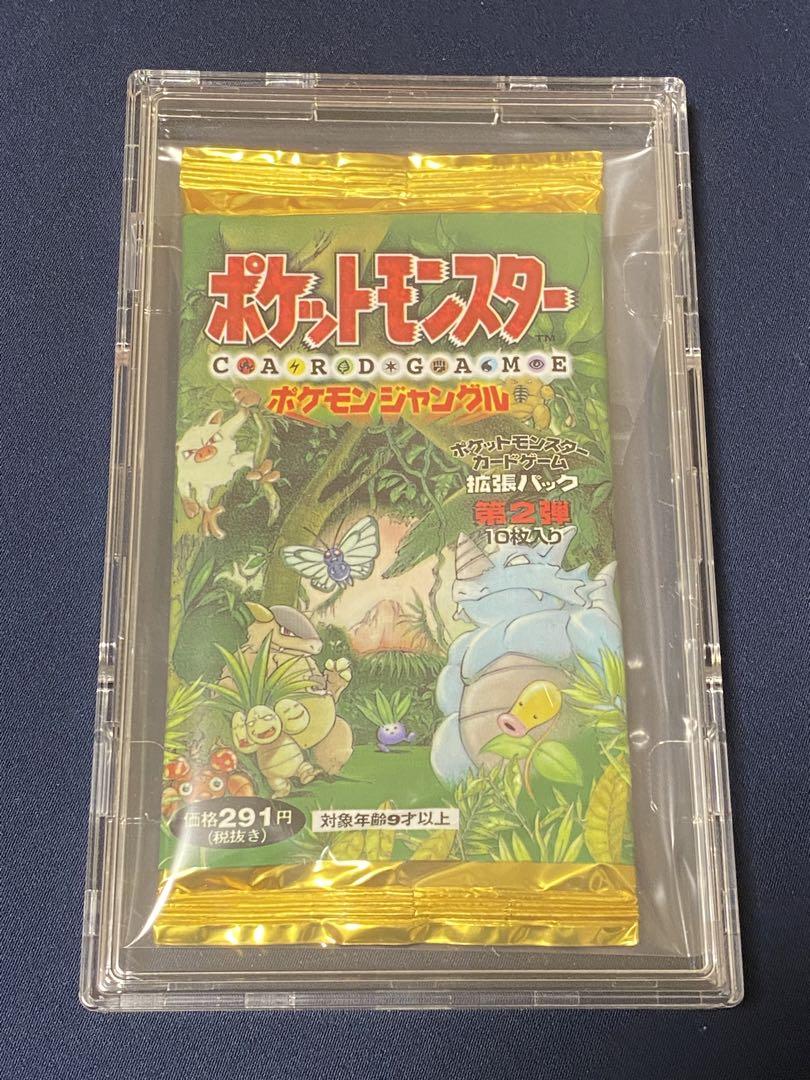 ポケットモンスター
TM
CARD GAME
ポケモンジャングル
ポケットモンスター
カードゲーム
拡張パック
第2弾
10枚入り
価格291円
(税抜き)
対象年齢9才以上